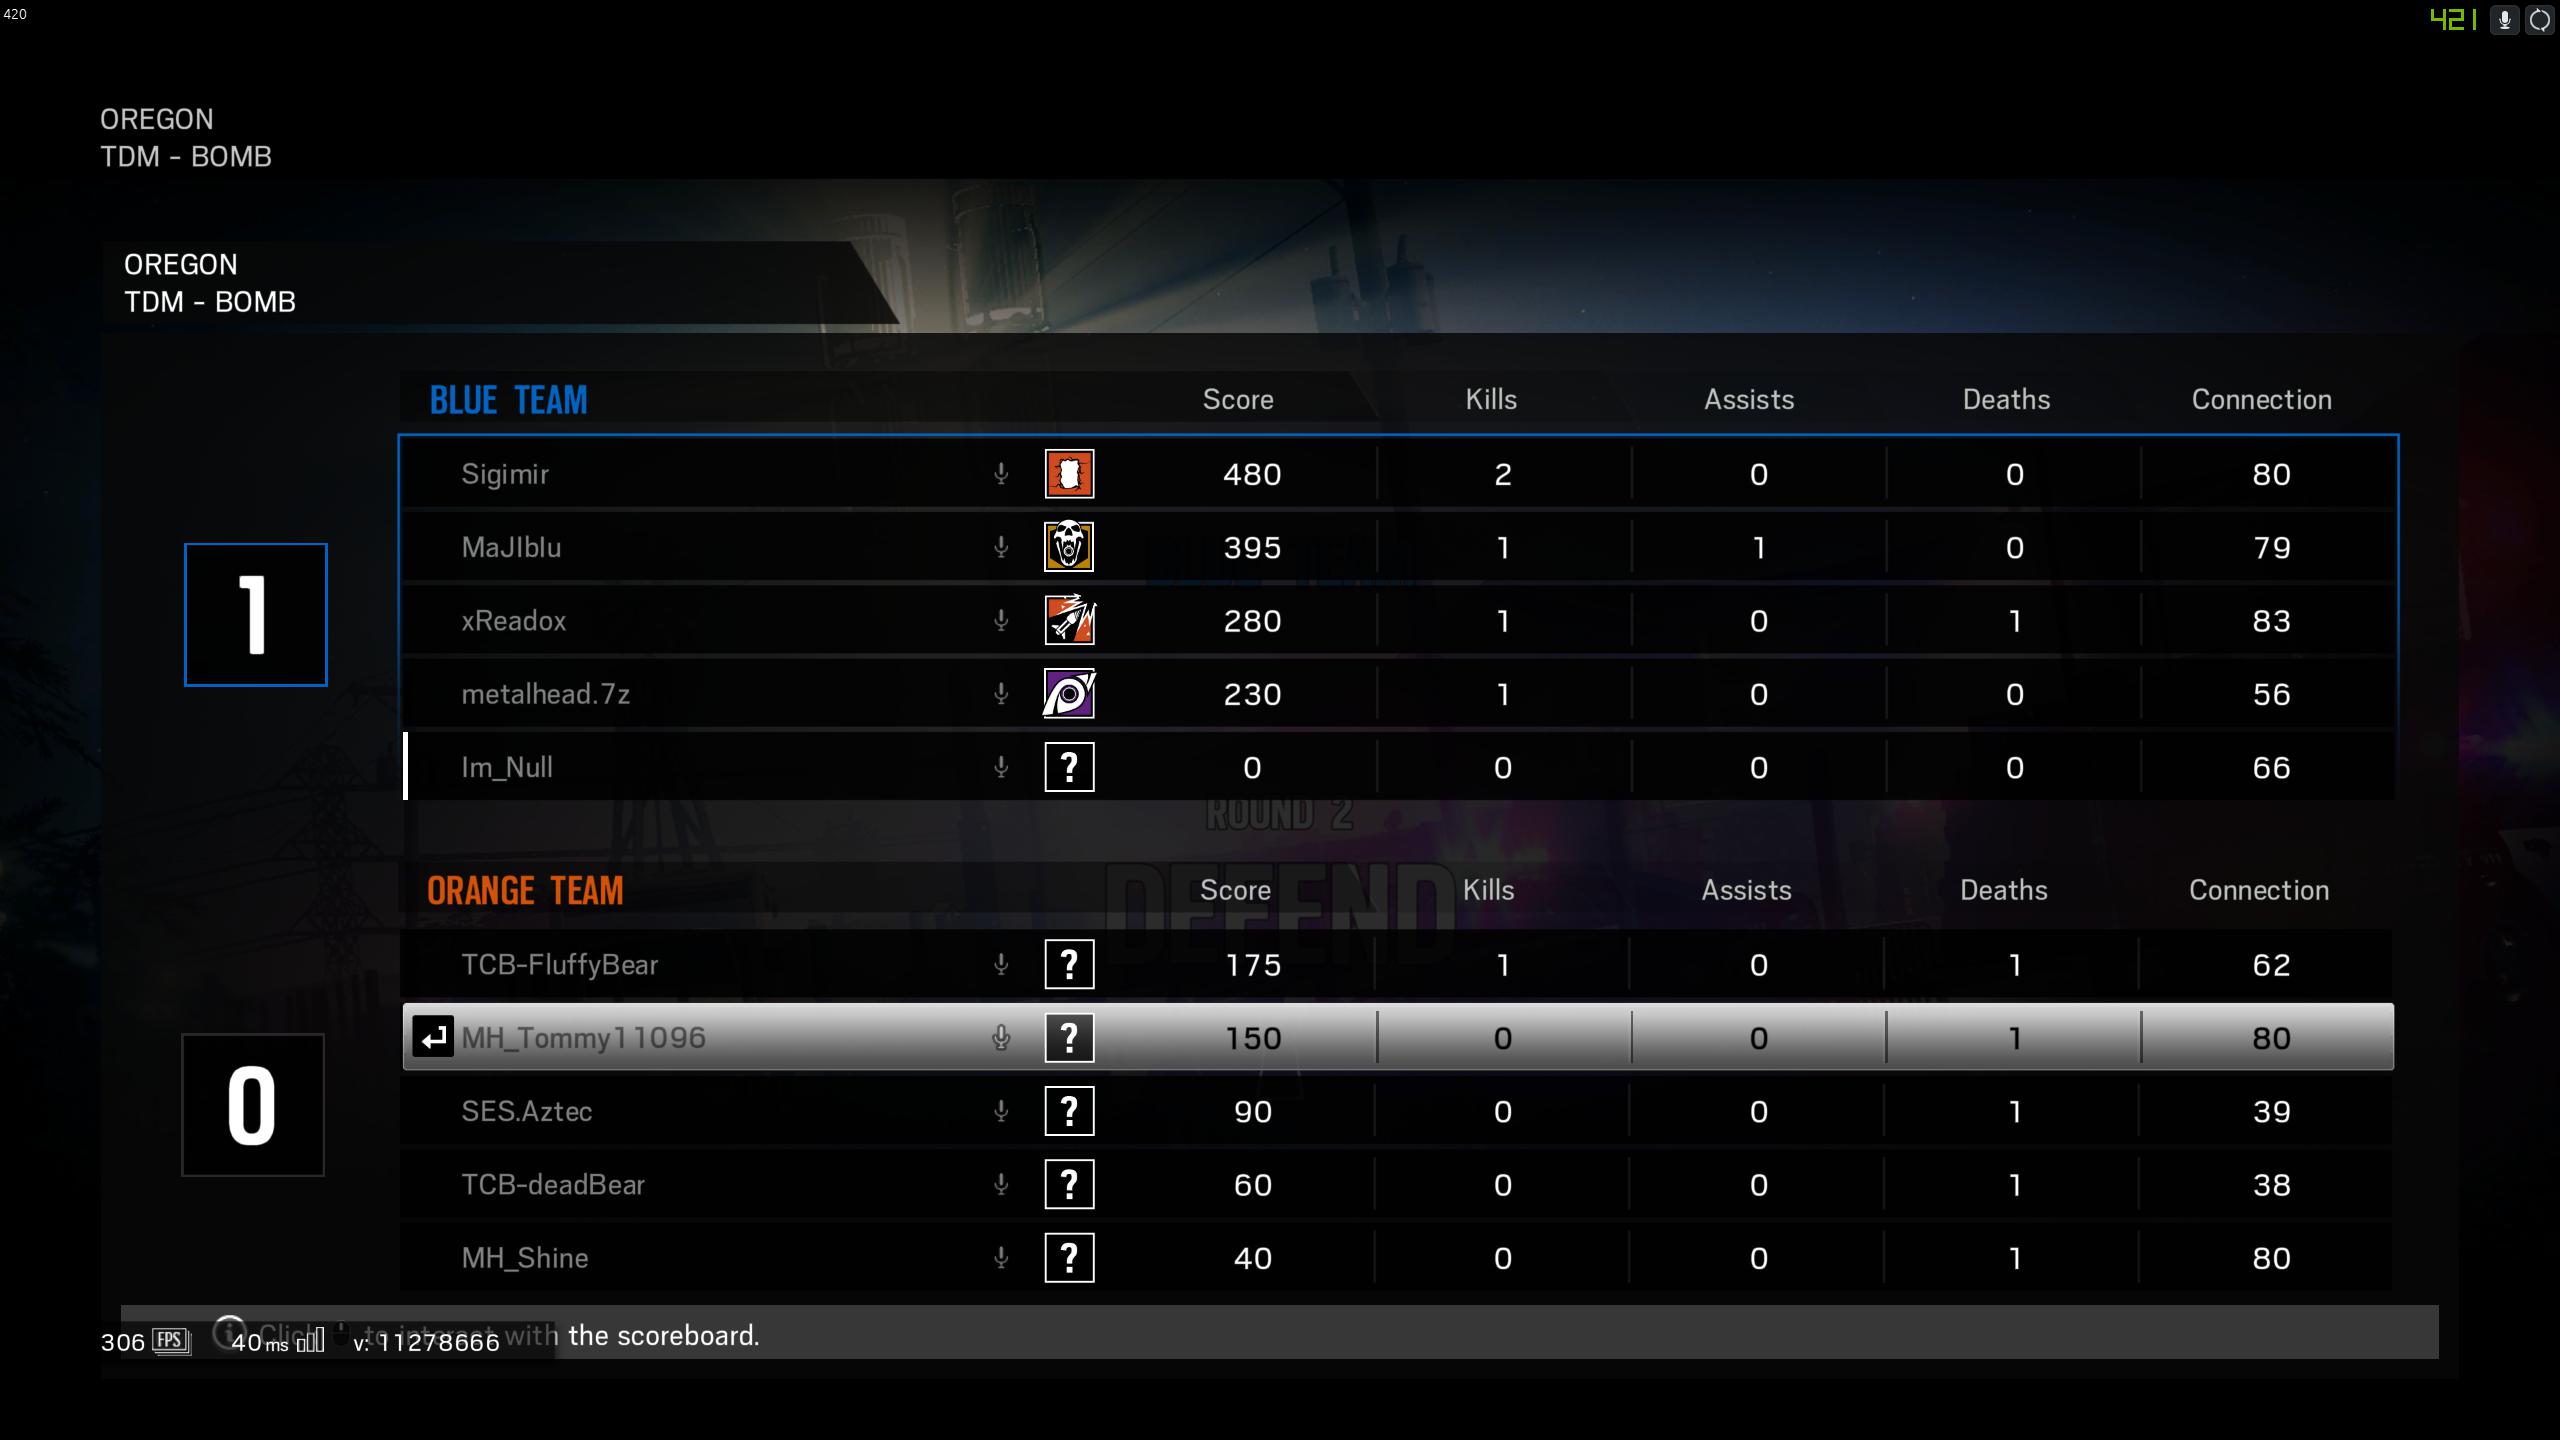 420
421
OREGON
TDM - BOMB
OREGON
TDM - BOMB
BLUE TEAM Score Kills Assists Deaths Connection
Sigimir 480 2 0 0 80
MaJIblu 395 1 1 0 79
xReadox 280 1 0 1 83
metalhead.7z 230 1 0 0 56
Im_Null ? 0 0 0 0 66
1
ROUND 2
DEFEND
ORANGE TEAM Score Kills Assists Deaths Connection
TCB-FluffyBear ? 175 1 0 1 62
MH_Tommy11096 ? 150 0 0 1 80
SES.Aztec ? 90 0 0 1 39
TCB-deadBear ? 60 0 0 1 38
MH_Shine ? 40 0 0 1 80
0
Click to interact with the scoreboard.
306 FPS 40 ms v: 11278666